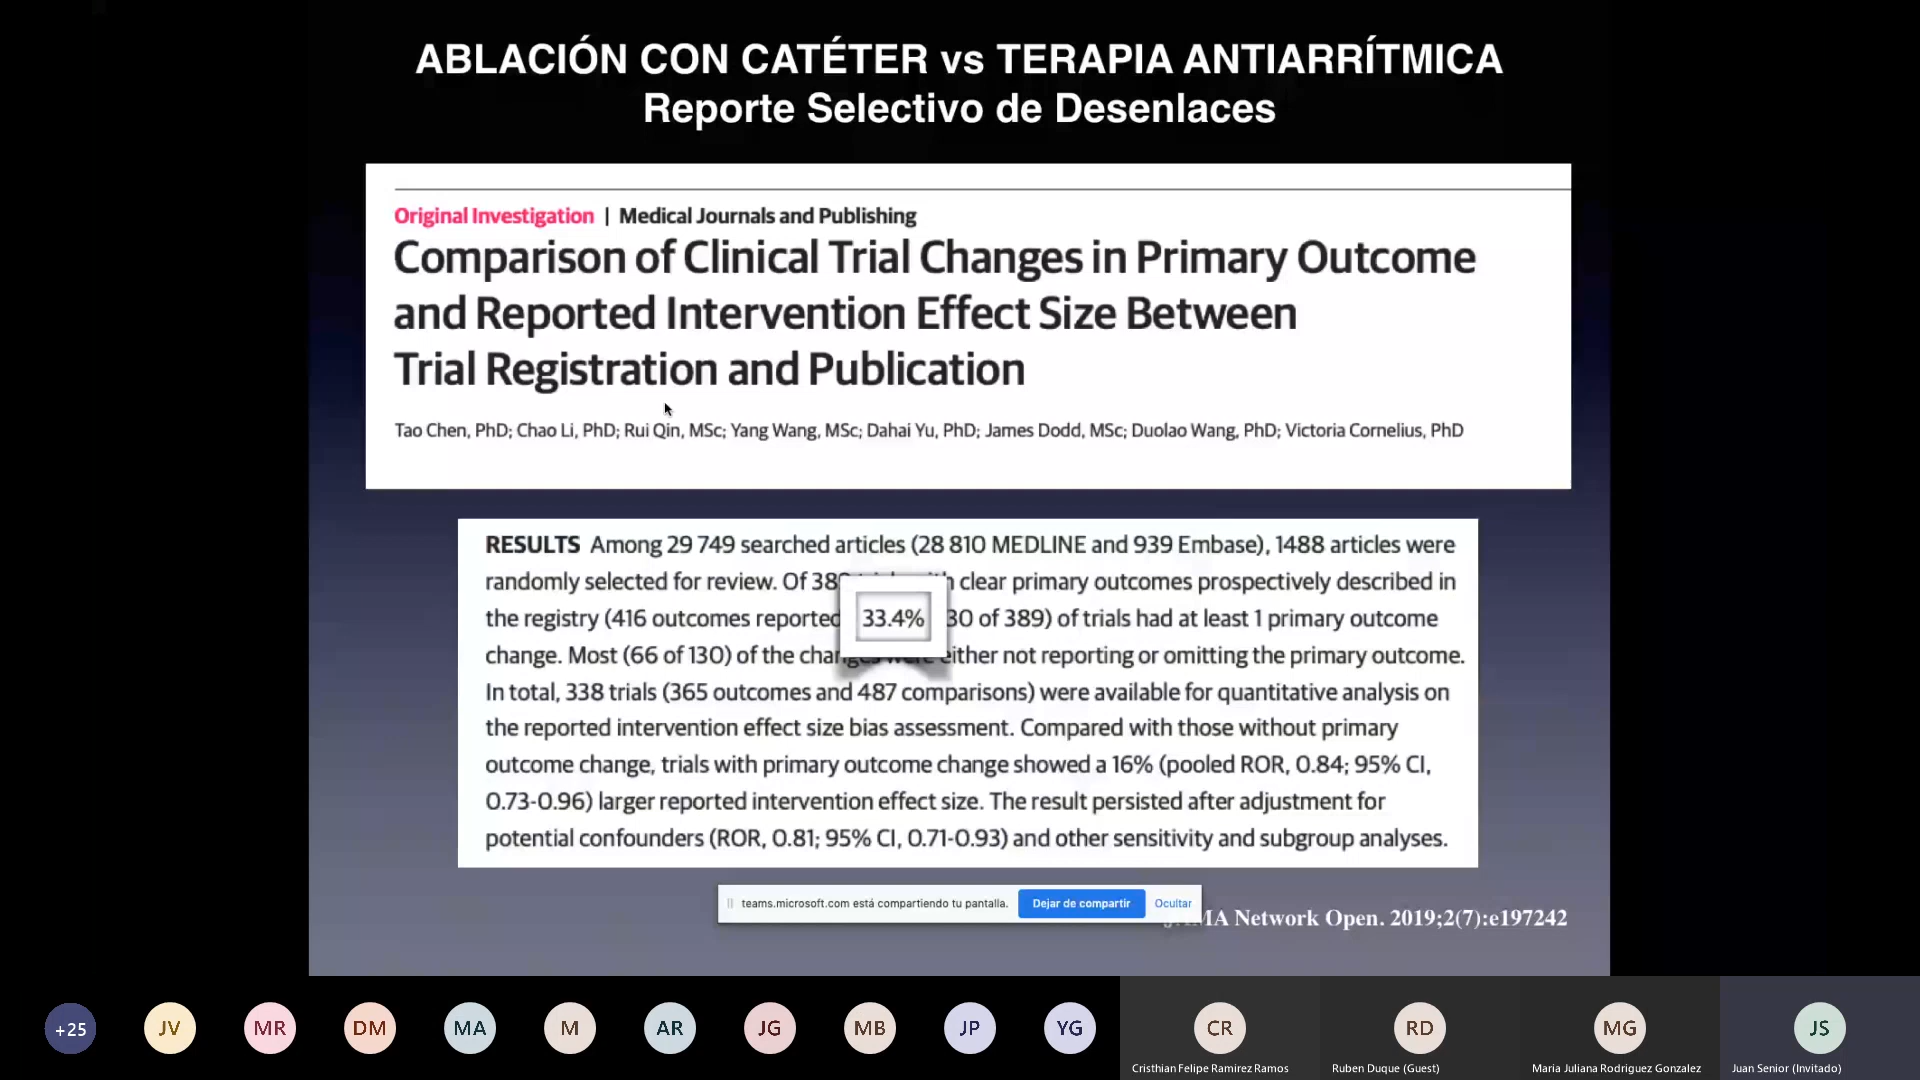 ABLACIÓN CON CATÉTER vs TERAPIA ANTIARRÍTMICA
Reporte Selectivo de Desenlaces
Original Investigation | Medical Journals and Publishing
Comparison of Clinical Trial Changes in Primary Outcome
and Reported Intervention Effect Size Between
Trial Registration and Publication
Tao Chen, PhD; Chao Li, PhD; Rui Qin, MSc; Yang Wang, MSc; Dahai Yu, PhD; James Dodd, MSc; Duolao Wang, PhD; Victoria Cornelius, PhD
RESULTS Among 29 749 searched articles (28 810 MEDLINE and 939 Embase), 1488 articles were
randomly selected for review. Of 38 clear primary outcomes prospectively described in
the registry (416 outcomes reported 33.4% 30 of 389) of trials had at least 1 primary outcome
change. Most (66 of 130) of the changes were either not reporting or omitting the primary outcome.
In total, 338 trials (365 outcomes and 487 comparisons) were available for quantitative analysis on
the reported intervention effect size bias assessment. Compared with those without primary
outcome change, trials with primary outcome change showed a 16% (pooled ROR, 0.84; 95% CI,
0.73-0.96) larger reported intervention effect size. The result persisted after adjustment for
potential confounders (ROR, 0.81; 95% CI, 0.71-0.93) and other sensitivity and subgroup analyses.
teams.microsoft.com está compartiendo tu pantalla. Dejar de compartir Ocultar
JAMA Network Open. 2019;2(7):e197242
+25 JV MR DM MA M AR JG MB JP YG CR RD MG JS
Cristhian Felipe Ramirez Ramos Ruben Duque (Guest) Maria Juliana Rodriguez Gonzalez Juan Senior (Invitado)